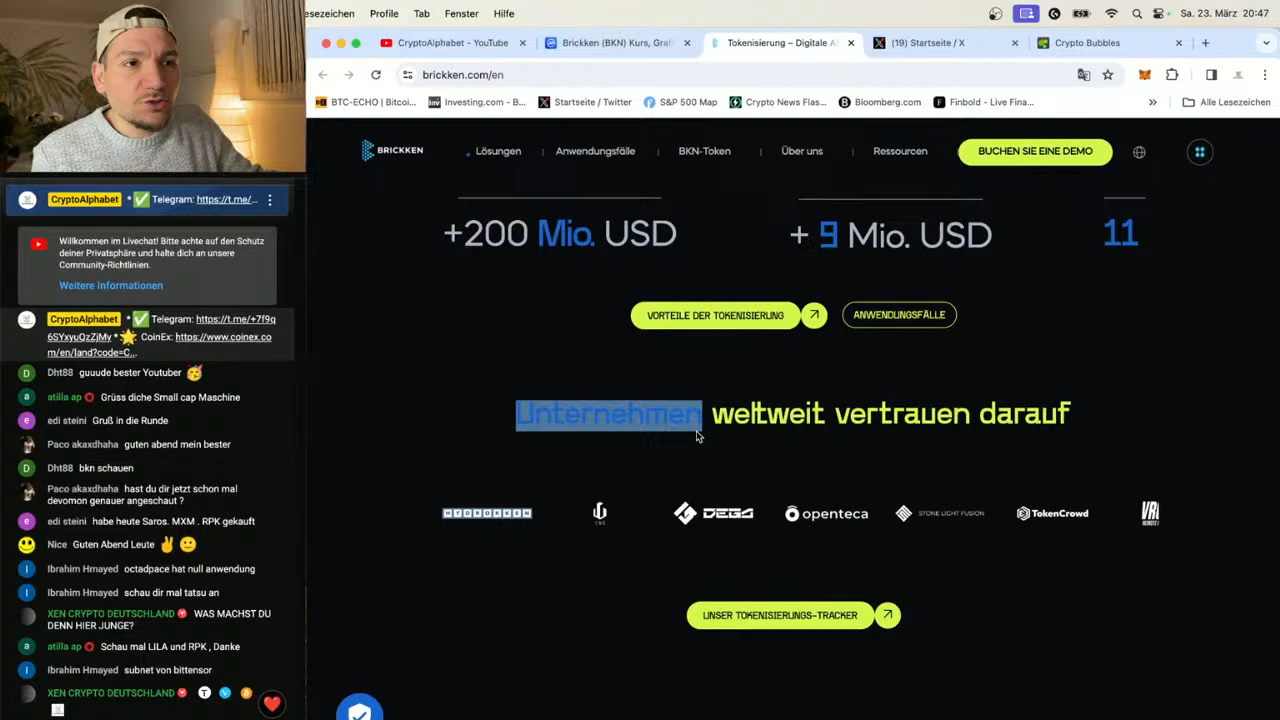 esezeichen Profile Tab Fenster Hilfe
Sa. 23. März 20:47
CryptoAlphabet - YouTube
Brickken (BKN) Kurs, Graf
Tokenisierung – Digitale A
(19) Startseite / X
Crypto Bubbles
brickken.com/en
BTC-ECHO | Bitcoi...
Investing.com - B...
Startseite / Twitter
S&P 500 Map
Crypto News Flas...
Bloomberg.com
Finbold - Live Fina...
Alle Lesezeichen
BRICKKEN
Lösungen
Anwendungsfälle
BKN-Token
Über uns
Ressourcen
BUCHEN SIE EINE DEMO
+200 Mio. USD
+ 9 Mio. USD
11
VORTEILE DER TOKENISIERUNG
ANWENDUNGSFÄLLE
Unternehmen weltweit vertrauen darauf
HYDROKKEN
DEGA
openteca
STONE LIGHT FUSION
TokenCrowd
UNSER TOKENISIERUNGS-TRACKER
CryptoAlphabet * ✅ Telegram: https://t.me/...
Willkommen im Livechat! Bitte achte auf den Schutz
deiner Privatsphäre und halte dich an unsere
Community-Richtlinien.
Weitere Informationen
CryptoAlphabet * ✅ Telegram: https://t.me/+7f9q
6SYxyuQzZjMy * 🌟 CoinEx: https://www.coinex.co
m/en/land?code=C...
Dht88 guuude bester Youtuber 🥳
atilla ap ⭕ Grüss diche Small cap Maschine
edi steini Gruß in die Runde
Paco akaxdhaha guten abend mein bester
Dht88 bkn schauen
Paco akaxdhaha hast du dir jetzt schon mal
devomon genauer angeschaut ?
edi steini habe heute Saros. MXM . RPK gekauft
Nice Guten Abend Leute ✌️ 🙂
Ibrahim Hmayed octadpace hat null anwendung
Ibrahim Hmayed schau dir mal tatsu an
XEN CRYPTO DEUTSCHLAND WAS MACHST DU
DENN HIER JUNGE?
atilla ap ⭕ Schau mal LILA und RPK , Danke
Ibrahim Hmayed subnet von bittensor
XEN CRYPTO DEUTSCHLAND